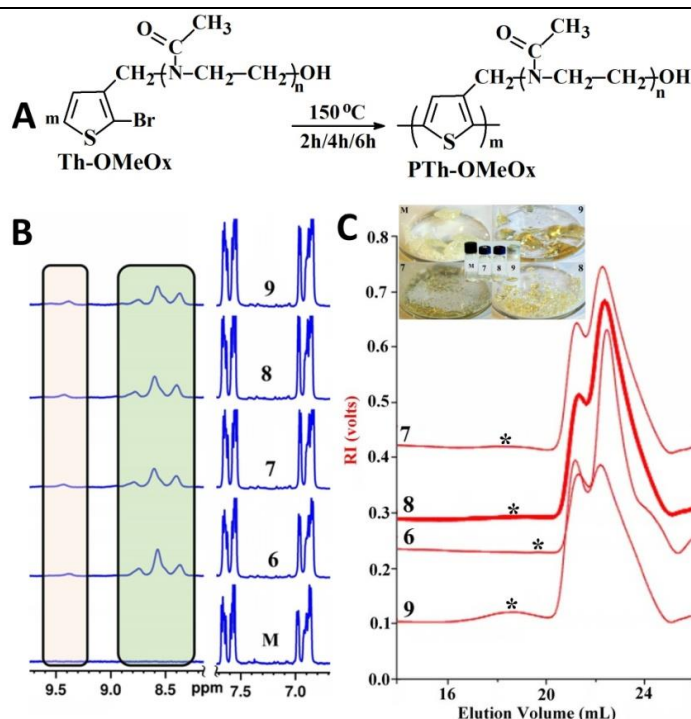 A
O
CH3
C
CH2(N-CH2-CH2)OH
n
m
S
Br
Th-OMeOx
150 ºC
2h/4h/6h
O
CH3
C
CH2(N-CH2-CH2)OH
n
S
m
PTh-OMeOx
B
9
8
7
6
M
9.5 9.0 8.5 ppm 7.5 7.0
C
M 9
M 7 8 9
7 8
0.8
0.7
0.6
0.5
0.4
0.3
0.2
0.1
0.0
RI (volts)
7 *
8 *
6 *
9 *
16 20 24
Elution Volume (mL)